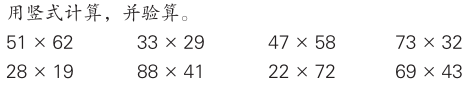 用竖式计算，并验算。
51 × 62 33 × 29 47 × 58 73 × 32
28 × 19 88 × 41 22 × 72 69 × 43